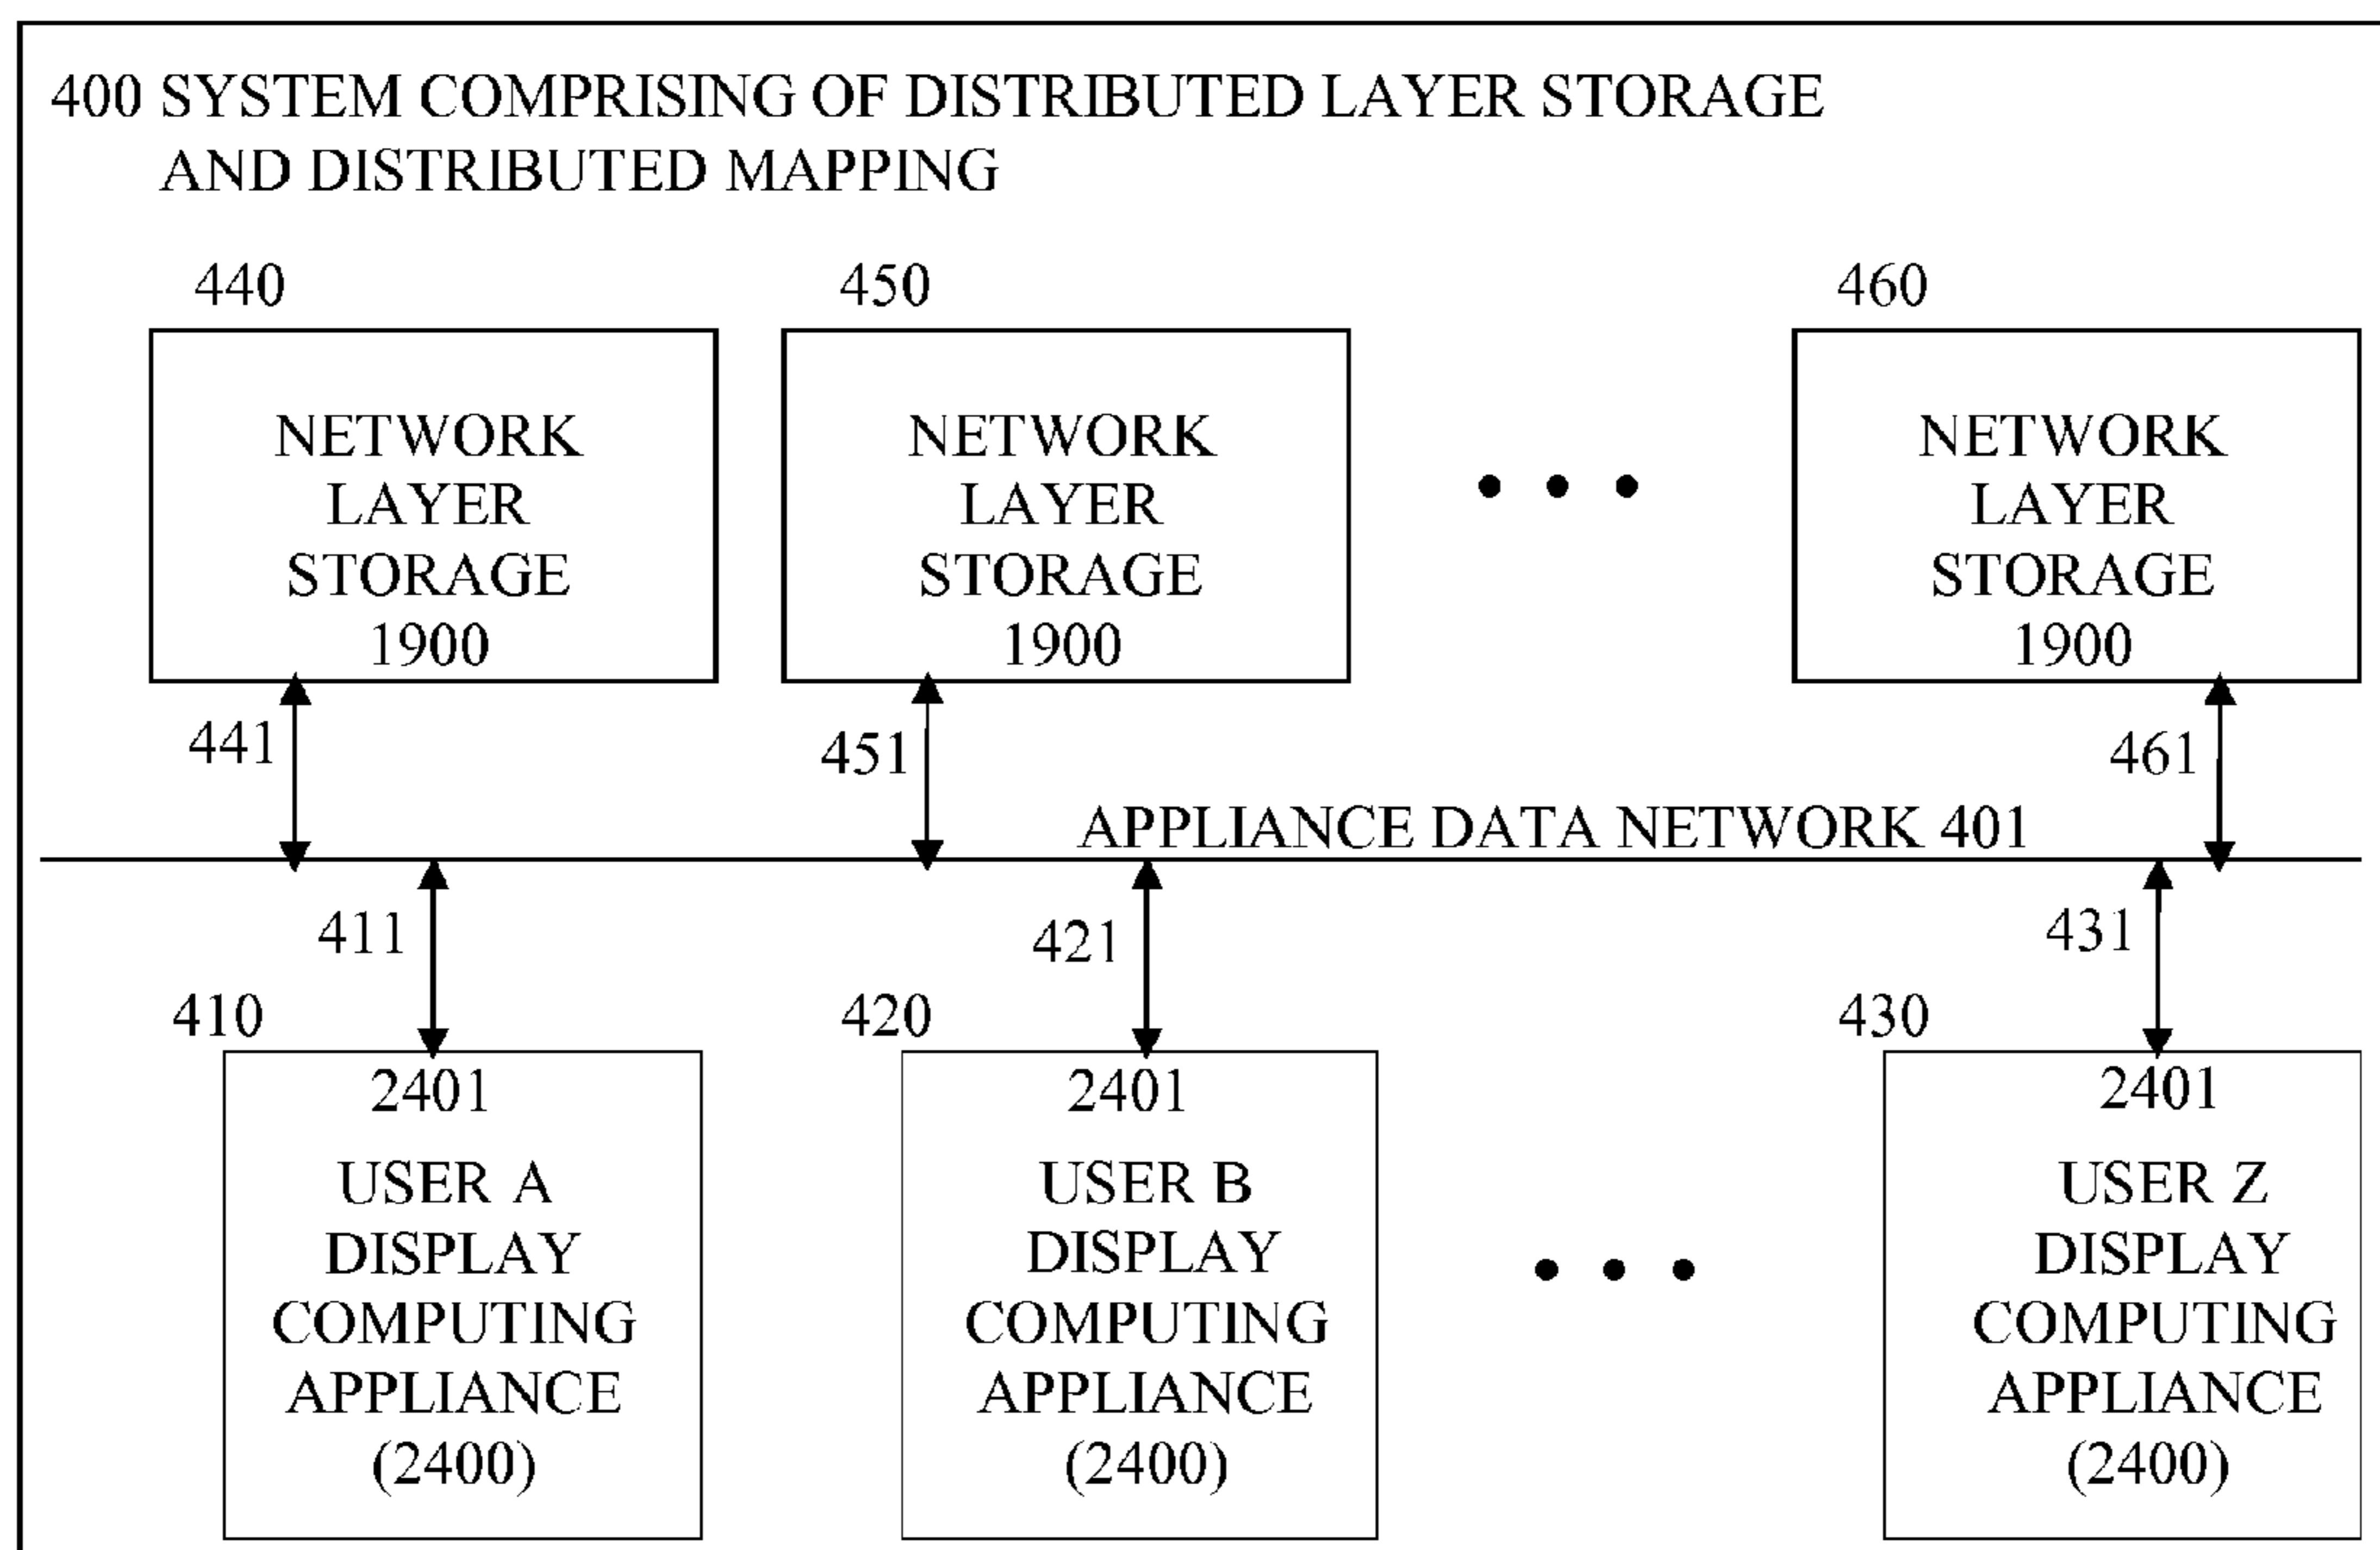 400 SYSTEM COMPRISING OF DISTRIBUTED LAYER STORAGE
AND DISTRIBUTED MAPPING
440
450
460
NETWORK
LAYER
STORAGE
1900
NETWORK
LAYER
STORAGE
1900
NETWORK
LAYER
STORAGE
1900
441
451
461
APPLIANCE DATA NETWORK 401
411
421
431
410
420
430
2401
USER A
DISPLAY
COMPUTING
APPLIANCE
(2400)
2401
USER B
DISPLAY
COMPUTING
APPLIANCE
(2400)
2401
USER Z
DISPLAY
COMPUTING
APPLIANCE
(2400)